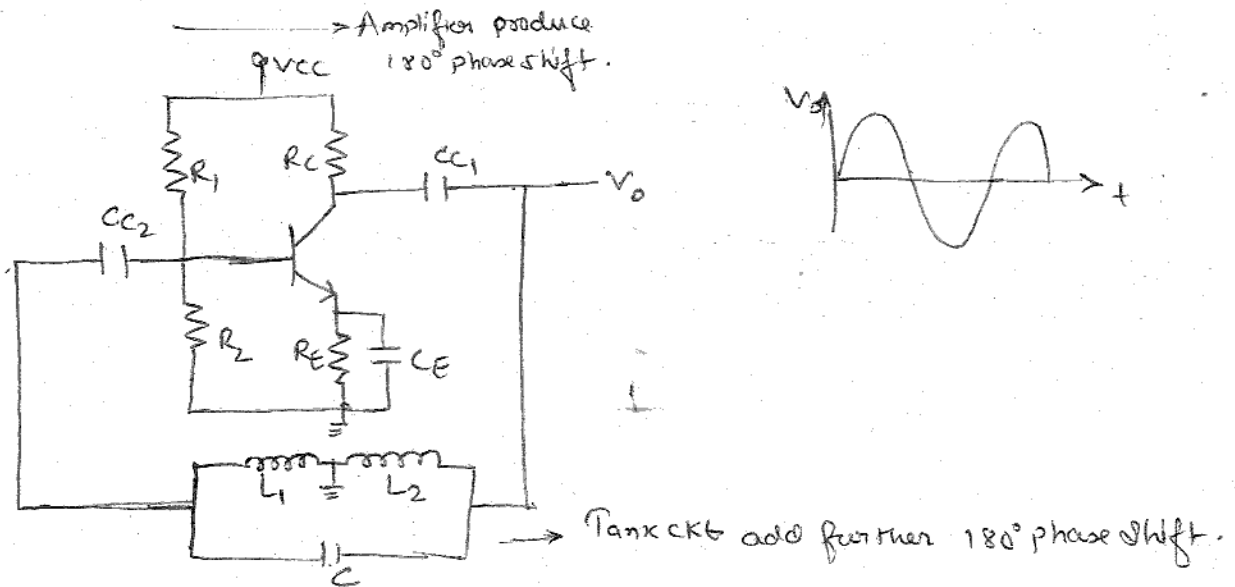 → Amplifier produce
180° phase shift.
VCC
R1
RC
CC1
Vo
CC2
R2
RE
CE
L1
L2
C
Vo
t
→ Tank ckt add further 180° phase shift.